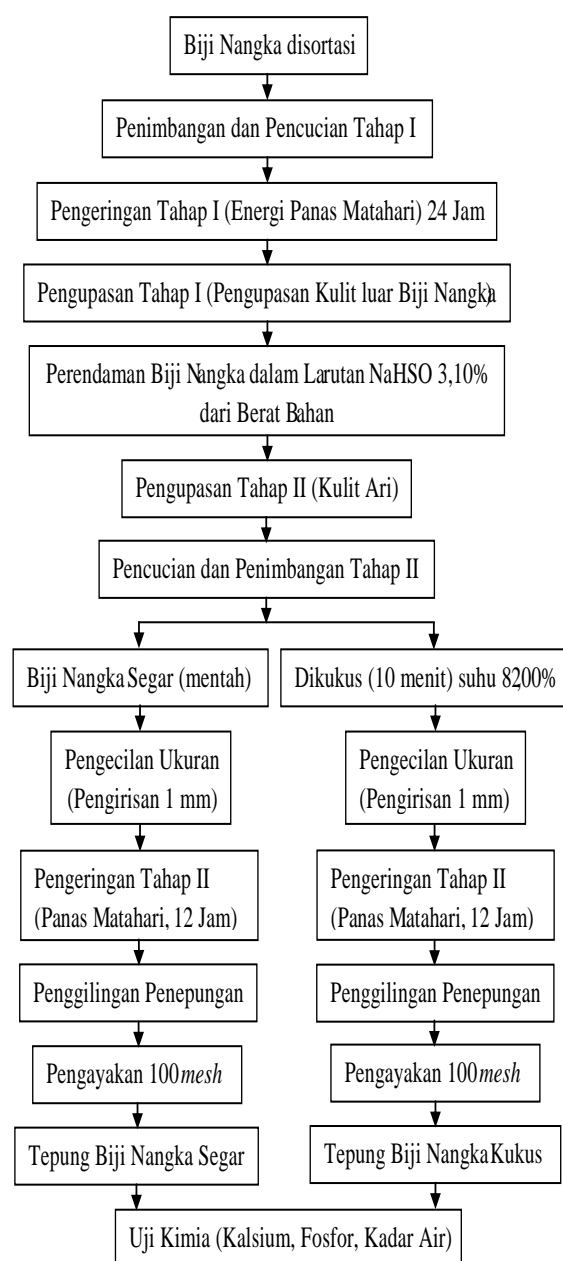 Biji Nangka disortasi
Penimbangan dan Pencucian Tahap I
Pengeringan Tahap I (Energi Panas Matahari) 24 Jam
Pengupasan Tahap I (Pengupasan Kulit luar Biji Nangka)
Perendaman Biji Nangka dalam Larutan NaHSO 3,10%
dari Berat Bahan
Pengupasan Tahap II (Kulit Ari)
Pencucian dan Penimbangan Tahap II
Biji Nangka Segar (mentah)
Dikukus (10 menit) suhu 8200%
Pengecilan Ukuran
(Pengirisan 1 mm)
Pengecilan Ukuran
(Pengirisan 1 mm)
Pengeringan Tahap II
(Panas Matahari, 12 Jam)
Pengeringan Tahap II
(Panas Matahari, 12 Jam)
Penggilingan Penepungan
Penggilingan Penepungan
Pengayakan 100 mesh
Pengayakan 100 mesh
Tepung Biji Nangka Segar
Tepung Biji Nangka Kukus
Uji Kimia (Kalsium, Fosfor, Kadar Air)